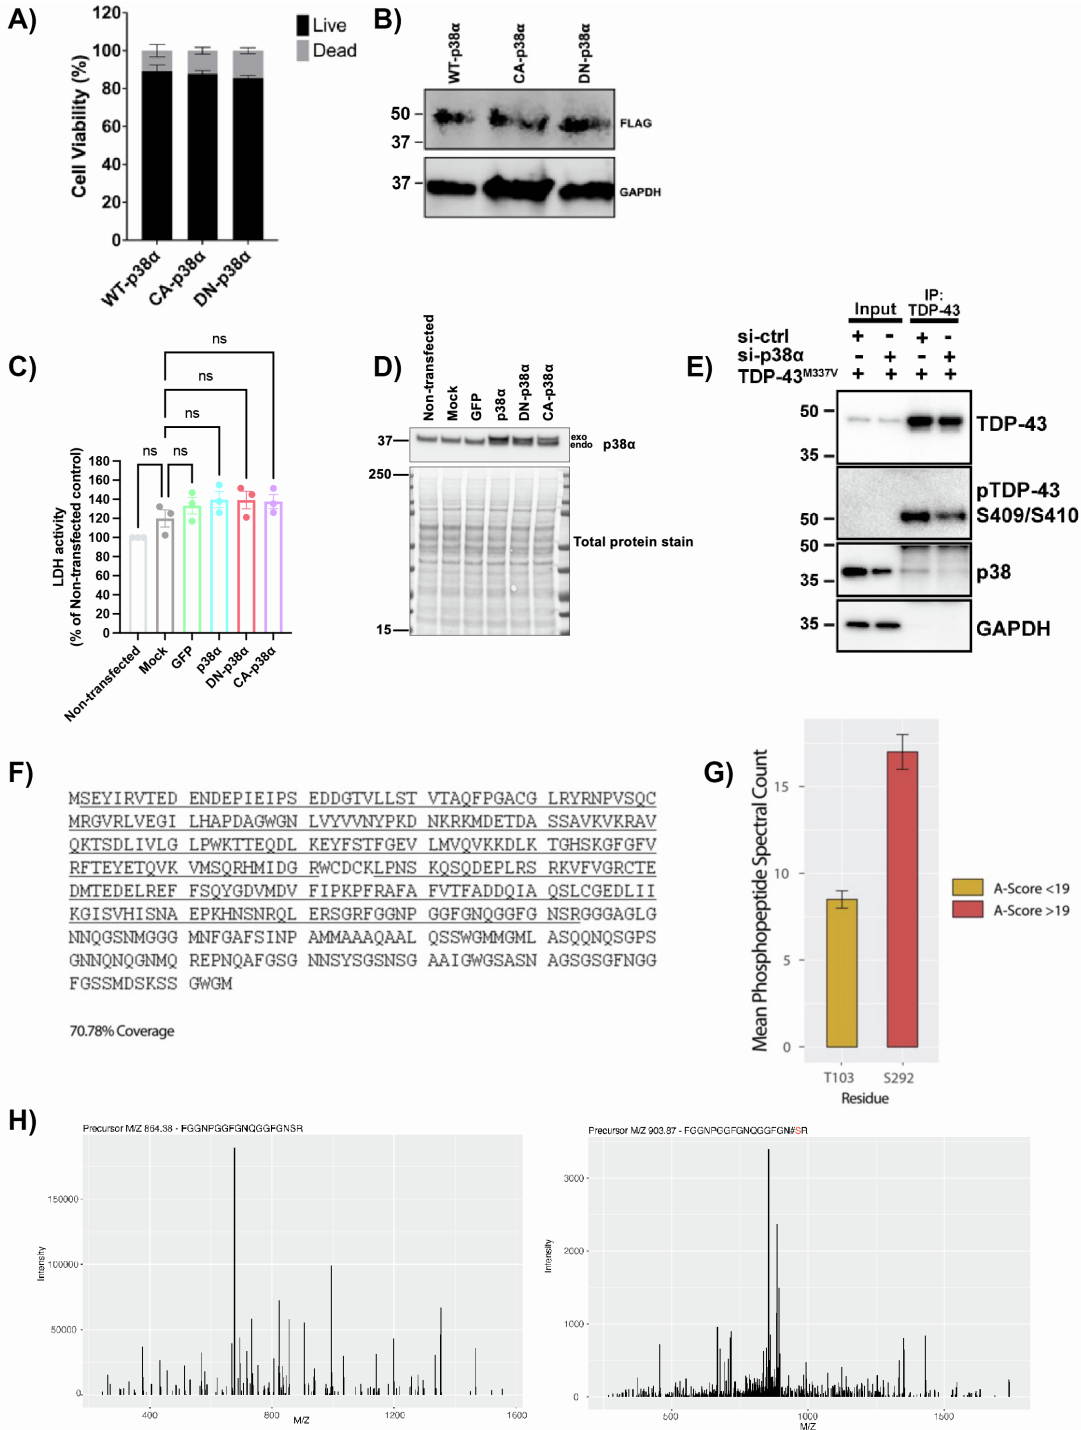 A)
120
100
80
60
40
20
0
Cell Viability (%)
Live
Dead
WT-p38α
CA-p38α
DN-p38α
B)
WT-p38α
CA-p38α
DN-p38α
50
37
FLAG
37
GAPDH
C)
ns
ns
ns
ns
ns
180
160
140
120
100
80
60
40
20
0
LDH activity
(% of Non-transfected control)
Non-transfected
Mock
GFP
p38α
DN-p38α
CA-p38α
D)
Non-transfected
Mock
GFP
p38α
DN-p38α
CA-p38α
37
exo
endo
p38α
250
Total protein stain
15
E)
IP:
Input TDP-43
si-ctrl + - + -
si-p38α - + - +
TDP-43M337V + + + +
50
TDP-43
35
pTDP-43
50 S409/S410
50
p38
35
35
GAPDH
F)
MSEYIRVTED ENDEPIEIPS EDDGTVLLST VTAQFPGACG LRYRNPVSQC
MRGVRLVEGI LHAPDAGWGN LVYVVNYPKD NKRKMDETDA SSAVKVKRAV
QKTSDLIVLG LPWKTTEQDL KEYFSTFGEV LMVQVKKDLK TGHSKGFGFV
RFTEYETQVK VMSQRHMIDG RWCDCKLPNS KQSQDEPLRS RKVFVGRCTE
DMTEDELREF FSQYGDVMDV FIPKPFRAFA FVTFADDQIA QSLCGEDLII
KGISVHISNA EPKHNSNRQL ERSGRFGGNP GGFGNQGGFG NSRGGGAGLG
NNQGSNMGGG MNFGAFSINP AMMAAAQAAL QSSWGMMGML ASQQNQSGPS
GNNQNQGNMQ REPNQAFGSG NNSYSGSNSG AAIGWGSASN AGSGSGFNGG
FGSSMDSKSS GWGM
70.78% Coverage
G)
Mean Phosphopeptide Spectral Count
15
10
5
0
T103
S292
Residue
A-Score <19
A-Score >19
H)
Precursor M/Z 864.38 - FGGNPGGFGNQGGFGNSR
150000
100000
50000
0
Intensity
400
800
1200
1600
M/Z
Precursor M/Z 903.87 - FGGNPGGFGNQGGFGN#SR
3000
2000
1000
0
Intensity
500
1000
1500
M/Z